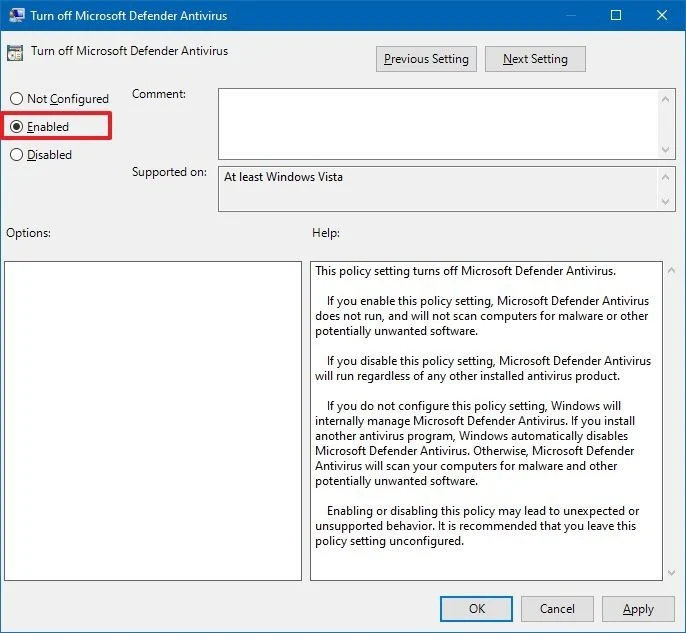 Turn off Microsoft Defender Antivirus
Turn off Microsoft Defender Antivirus
Previous Setting
Next Setting
Not Configured
Enabled
Disabled
Comment:
Supported on:
At least Windows Vista
Options:
Help:
This policy setting turns off Microsoft Defender Antivirus.
If you enable this policy setting, Microsoft Defender Antivirus
does not run, and will not scan computers for malware or other
potentially unwanted software.
If you disable this policy setting, Microsoft Defender Antivirus
will run regardless of any other installed antivirus product.
If you do not configure this policy setting, Windows will
internally manage Microsoft Defender Antivirus. If you install
another antivirus program, Windows automatically disables
Microsoft Defender Antivirus. Otherwise, Microsoft Defender
Antivirus will scan your computers for malware and other
potentially unwanted software.
Enabling or disabling this policy may lead to unexpected or
unsupported behavior. It is recommended that you leave this
policy setting unconfigured.
OK
Cancel
Apply